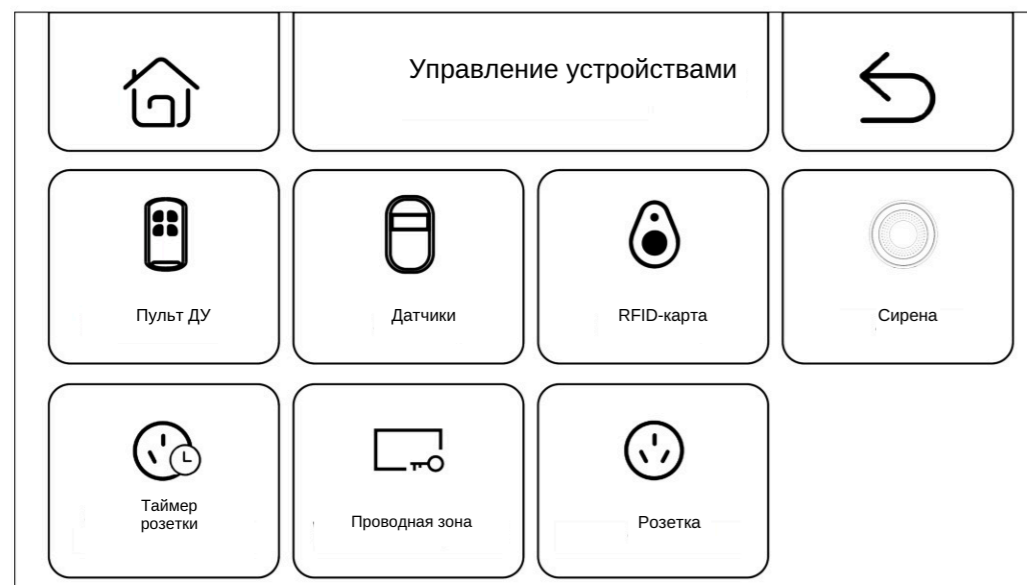 Управление устройствами
Пульт ДУ
Датчики
RFID-карта
Сирена
Таймер
розетки
Проводная зона
Розетка